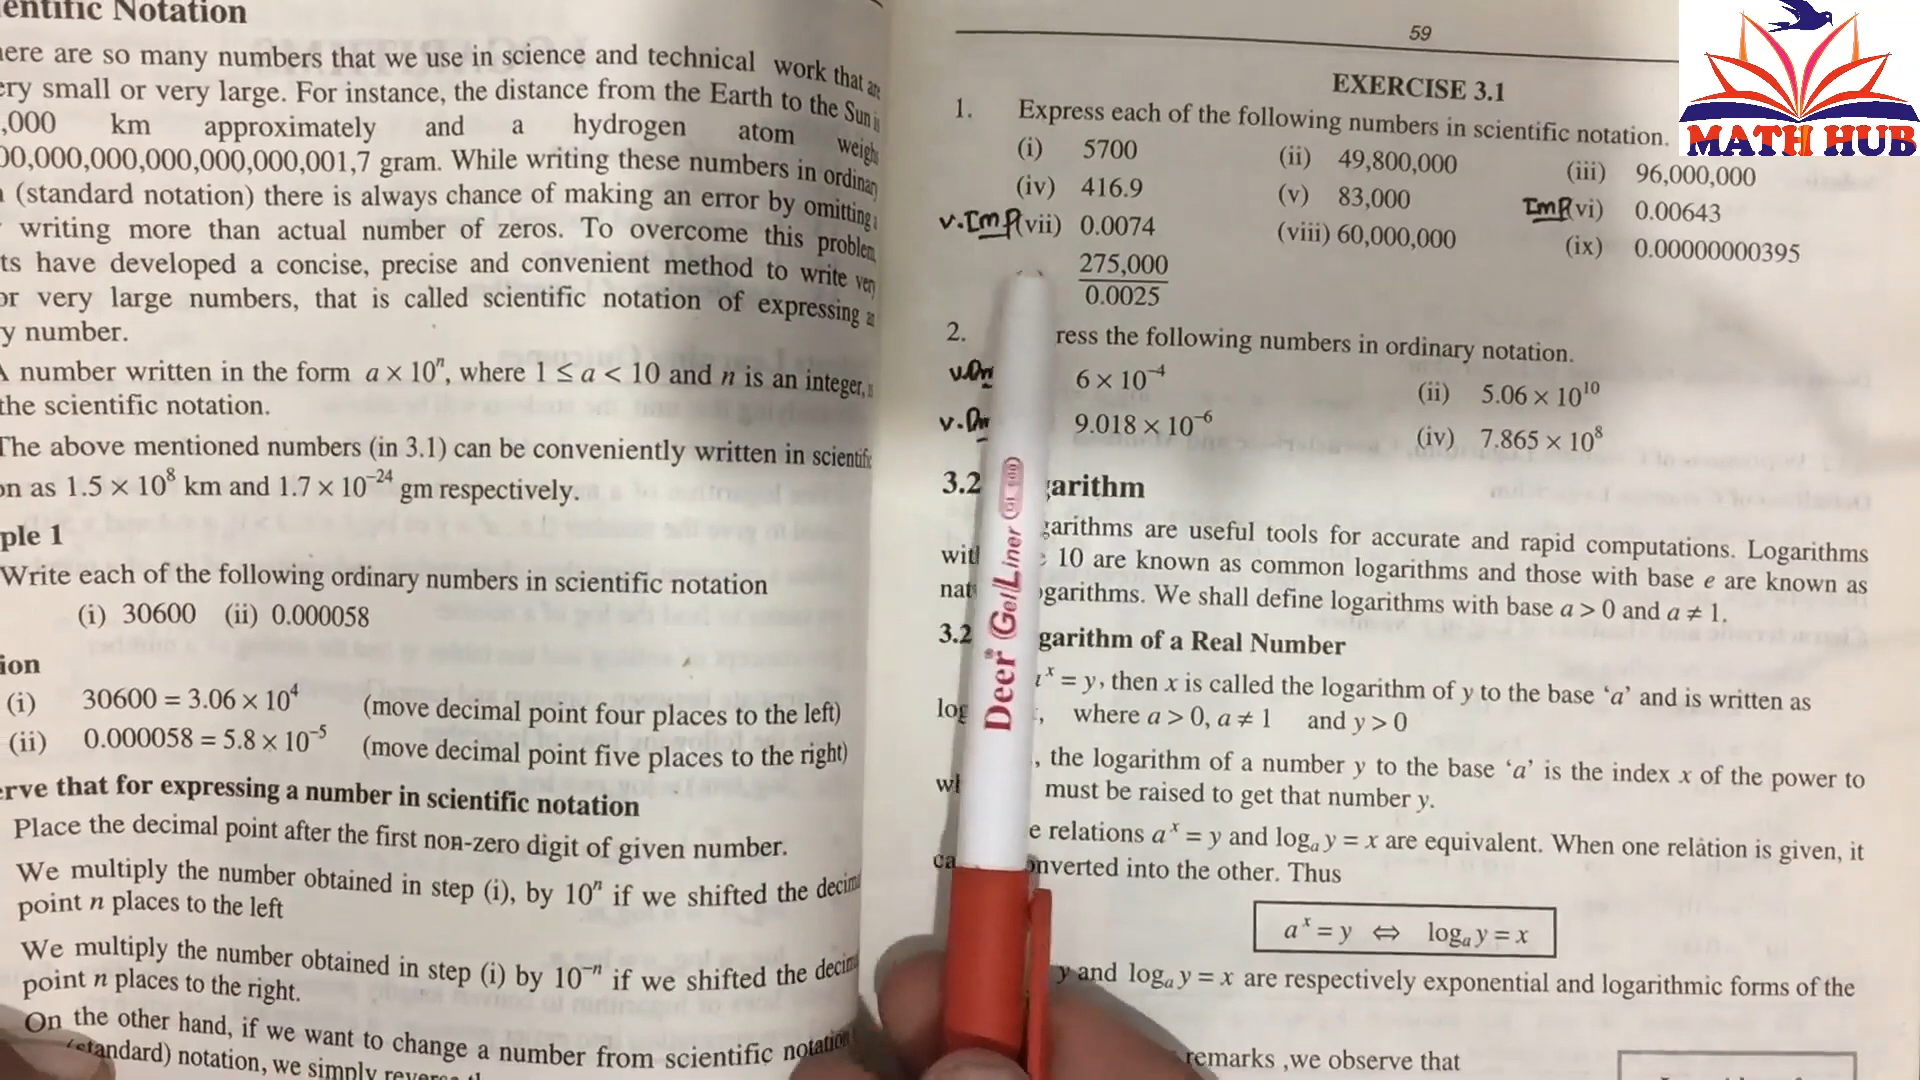 entific Notation
here are so many numbers that we use in science and technical work that are
ery small or very large. For instance, the distance from the Earth to the Sun is
,000 km approximately and a hydrogen atom weighs
00,000,000,000,000,000,001,7 gram. While writing these numbers in ordinary
(standard notation) there is always chance of making an error by omitting a
writing more than actual number of zeros. To overcome this problem,
ts have developed a concise, precise and convenient method to write very
or very large numbers, that is called scientific notation of expressing an
y number.
A number written in the form a × 10ⁿ, where 1 ≤ a < 10 and n is an integer, is
the scientific notation.
The above mentioned numbers (in 3.1) can be conveniently written in scientific
on as 1.5 × 10⁸ km and 1.7 × 10⁻²⁴ gm respectively.
ple 1
Write each of the following ordinary numbers in scientific notation
(i) 30600 (ii) 0.000058
ion
(i) 30600 = 3.06 × 10⁴ (move decimal point four places to the left)
(ii) 0.000058 = 5.8 × 10⁻⁵ (move decimal point five places to the right)
erve that for expressing a number in scientific notation
Place the decimal point after the first non-zero digit of given number.
We multiply the number obtained in step (i), by 10ⁿ if we shifted the decimal
point n places to the left
We multiply the number obtained in step (i) by 10⁻ⁿ if we shifted the decimal
point n places to the right.
On the other hand, if we want to change a number from scientific notation
(standard) notation, we simply reverse
59
EXERCISE 3.1
1. Express each of the following numbers in scientific notation.
(i) 5700 (ii) 49,800,000 (iii) 96,000,000
(iv) 416.9 (v) 83,000 Imp (vi) 0.00643
v.Imp (vii) 0.0074 (viii) 60,000,000 (ix) 0.00000000395
275,000
0.0025
2. ress the following numbers in ordinary notation.
6 × 10⁻⁴ (ii) 5.06 × 10¹⁰
9.018 × 10⁻⁶ (iv) 7.865 × 10⁸
3.2 garithm
garithms are useful tools for accurate and rapid computations. Logarithms
with 10 are known as common logarithms and those with base e are known as
nat ogarithms. We shall define logarithms with base a > 0 and a ≠ 1.
3.2 garithm of a Real Number
aˣ = y, then x is called the logarithm of y to the base ‘a’ and is written as
log , where a > 0, a ≠ 1 and y > 0
, the logarithm of a number y to the base ‘a’ is the index x of the power to
wh must be raised to get that number y.
e relations aˣ = y and logₐ y = x are equivalent. When one relation is given, it
ca onverted into the other. Thus
aˣ = y ⇔ logₐ y = x
y and logₐ y = x are respectively exponential and logarithmic forms of the
remarks ,we observe that
Deer® Gel Liner
MATH HUB